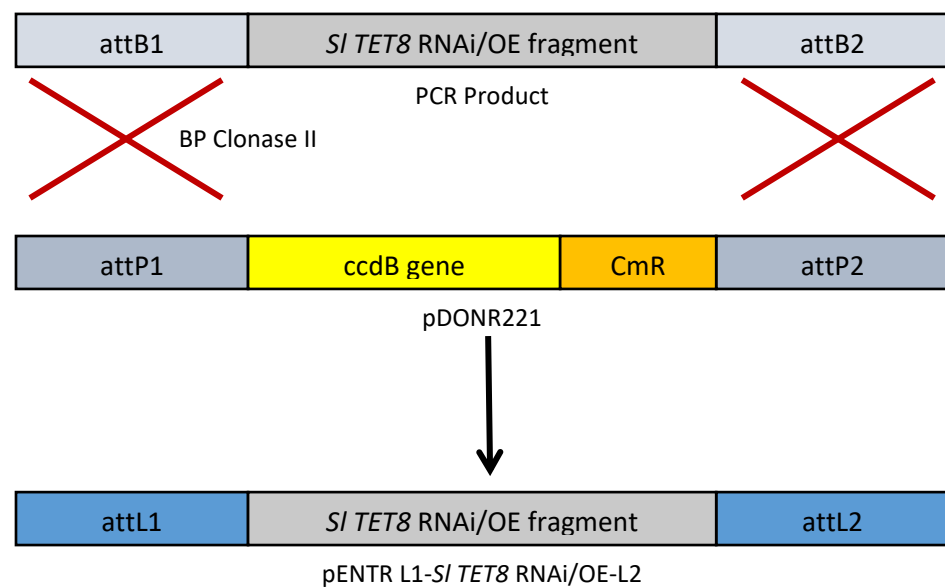 attB1 Sl TET8 RNAi/OE fragment attB2
PCR Product
BP Clonase II
attP1 ccdB gene CmR attP2
pDONR221
attL1 Sl TET8 RNAi/OE fragment attL2
pENTR L1-Sl TET8 RNAi/OE-L2